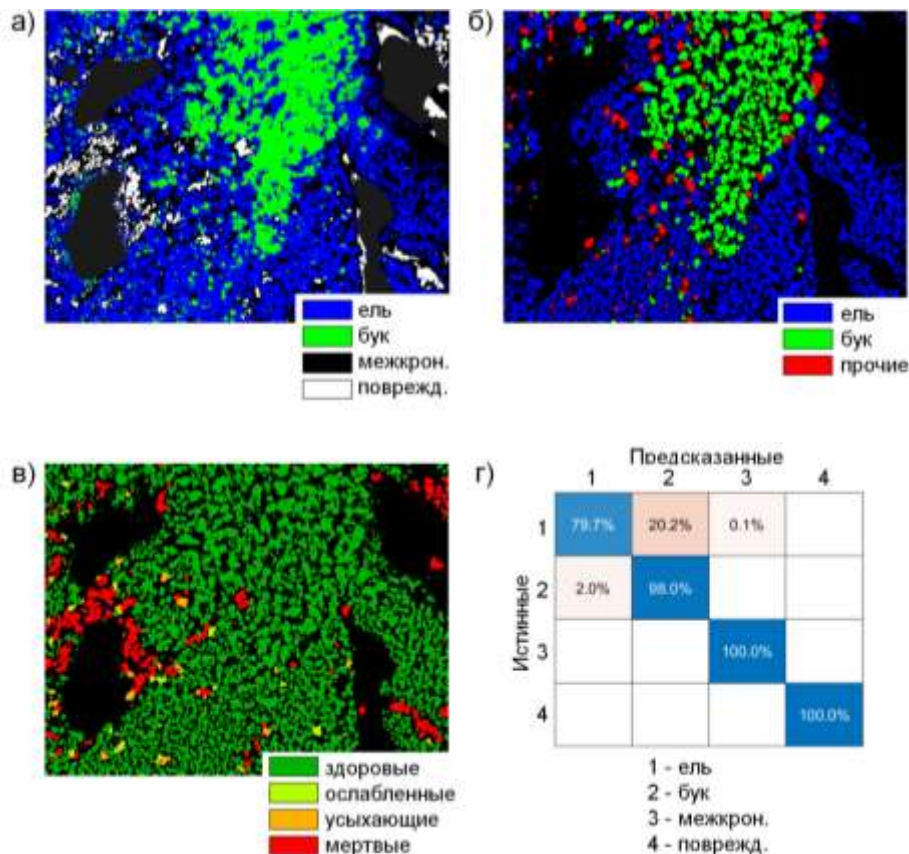 а)
ель
бук
межкрон.
поврежд.
б)
ель
бук
прочие
в)
здоровые
ослабленные
усыхающие
мертвые
г)
Предсказанные
1 2 3 4
Истинные
1 79.7% 20.2% 0.1%
2 2.0% 98.0%
3 100.0%
4 100.0%
1 - ель
2 - бук
3 - межкрон.
4 - поврежд.